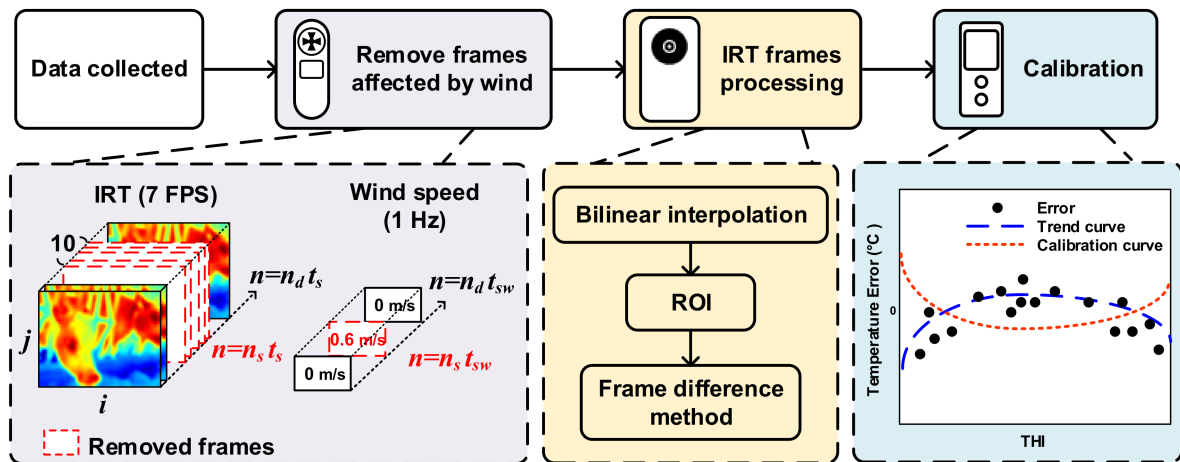 Data collected
Remove frames
affected by wind
IRT frames
processing
Calibration
IRT (7 FPS)
10
n=n_d t_s
n=n_s t_s
j
i
Removed frames
Wind speed
(1 Hz)
n=n_d t_sw
0 m/s
0.6 m/s
n=n_s t_sw
0 m/s
Bilinear interpolation
ROI
Frame difference
method
Error
Trend curve
Calibration curve
Temperature Error (°C)
0
THI